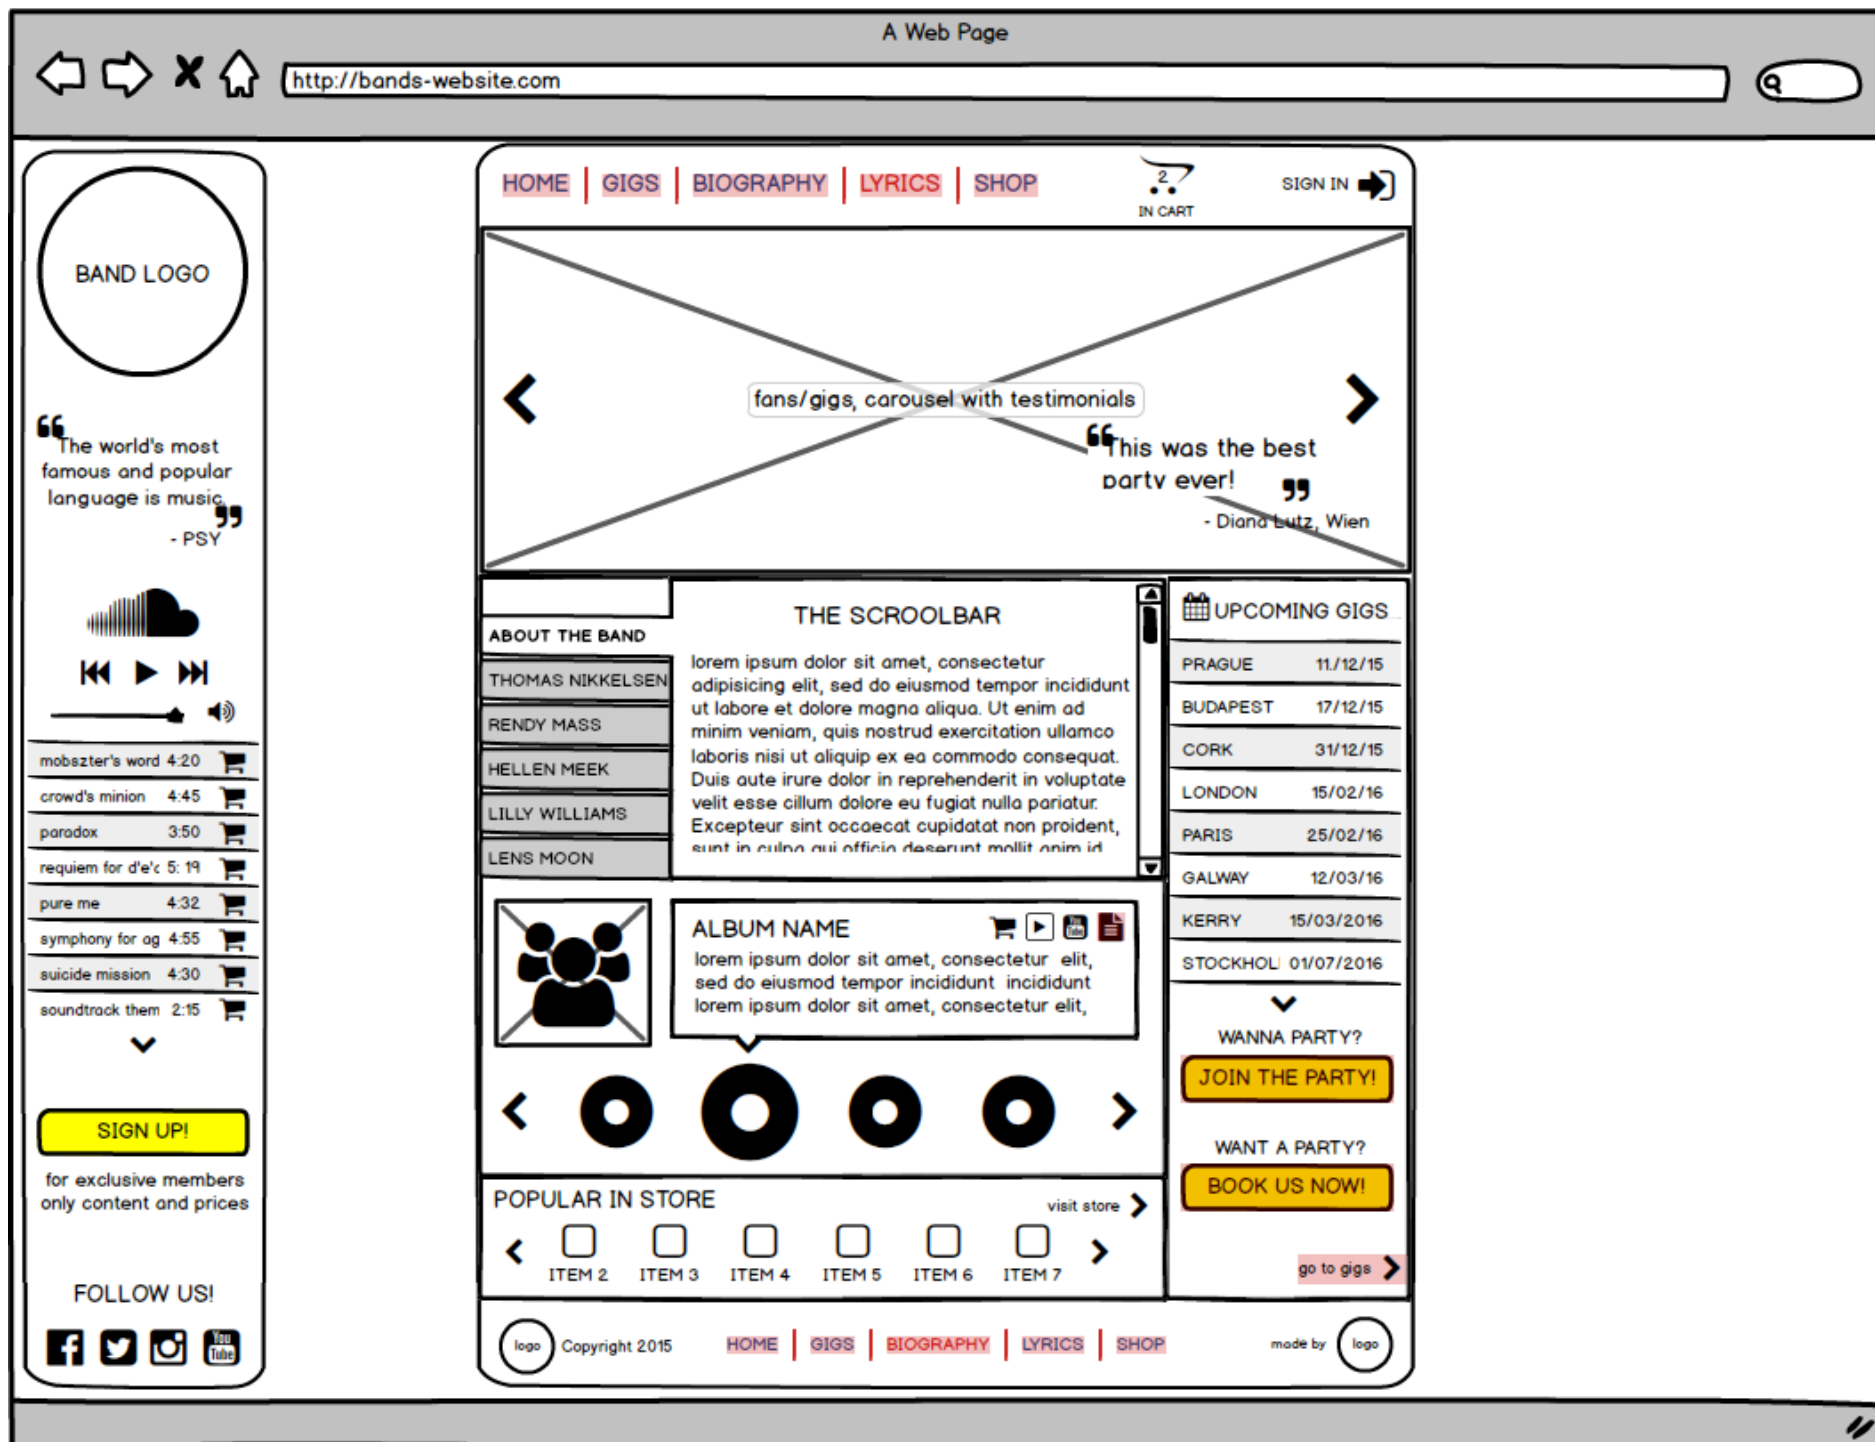 A Web Page
http://bands-website.com
BAND LOGO
The world's most
famous and popular
language is music
- PSY
mobszter's word 4:20
crowd's minion 4:45
paradox 3:50
requiem for d'e'c 5: 19
pure me 4:32
symphony for ag 4:55
suicide mission 4:30
soundtrack them 2:15
SIGN UP!
for exclusive members
only content and prices
FOLLOW US!
You
Tube
HOME GIGS BIOGRAPHY LYRICS SHOP
2
IN CART
SIGN IN
fans/gigs, carousel with testimonials
This was the best
party ever!
- Diana Lutz, Wien
ABOUT THE BAND
THOMAS NIKKELSEN
RENDY MASS
HELLEN MEEK
LILLY WILLIAMS
LENS MOON
THE SCROOLBAR
lorem ipsum dolor sit amet, consectetur
adipisicing elit, sed do eiusmod tempor incididunt
ut labore et dolore magna aliqua. Ut enim ad
minim veniam, quis nostrud exercitation ullamco
laboris nisi ut aliquip ex ea commodo consequat.
Duis aute irure dolor in reprehenderit in voluptate
velit esse cillum dolore eu fugiat nulla pariatur.
Excepteur sint occaecat cupidatat non proident,
sunt in culpa qui officia deserunt mollit anim id
UPCOMING GIGS
PRAGUE 11./12/15
BUDAPEST 17/12/15
CORK 31/12/15
LONDON 15/02/16
PARIS 25/02/16
GALWAY 12/03/16
KERRY 15/03/2016
STOCKHOL 01/07/2016
WANNA PARTY?
JOIN THE PARTY!
WANT A PARTY?
BOOK US NOW!
go to gigs
ALBUM NAME
You
Tube
lorem ipsum dolor sit amet, consectetur elit,
sed do eiusmod tempor incididunt incididunt
lorem ipsum dolor sit amet, consectetur elit,
POPULAR IN STORE
visit store
ITEM 2 ITEM 3 ITEM 4 ITEM 5 ITEM 6 ITEM 7
logo Copyright 2015
HOME GIGS BIOGRAPHY LYRICS SHOP
made by logo